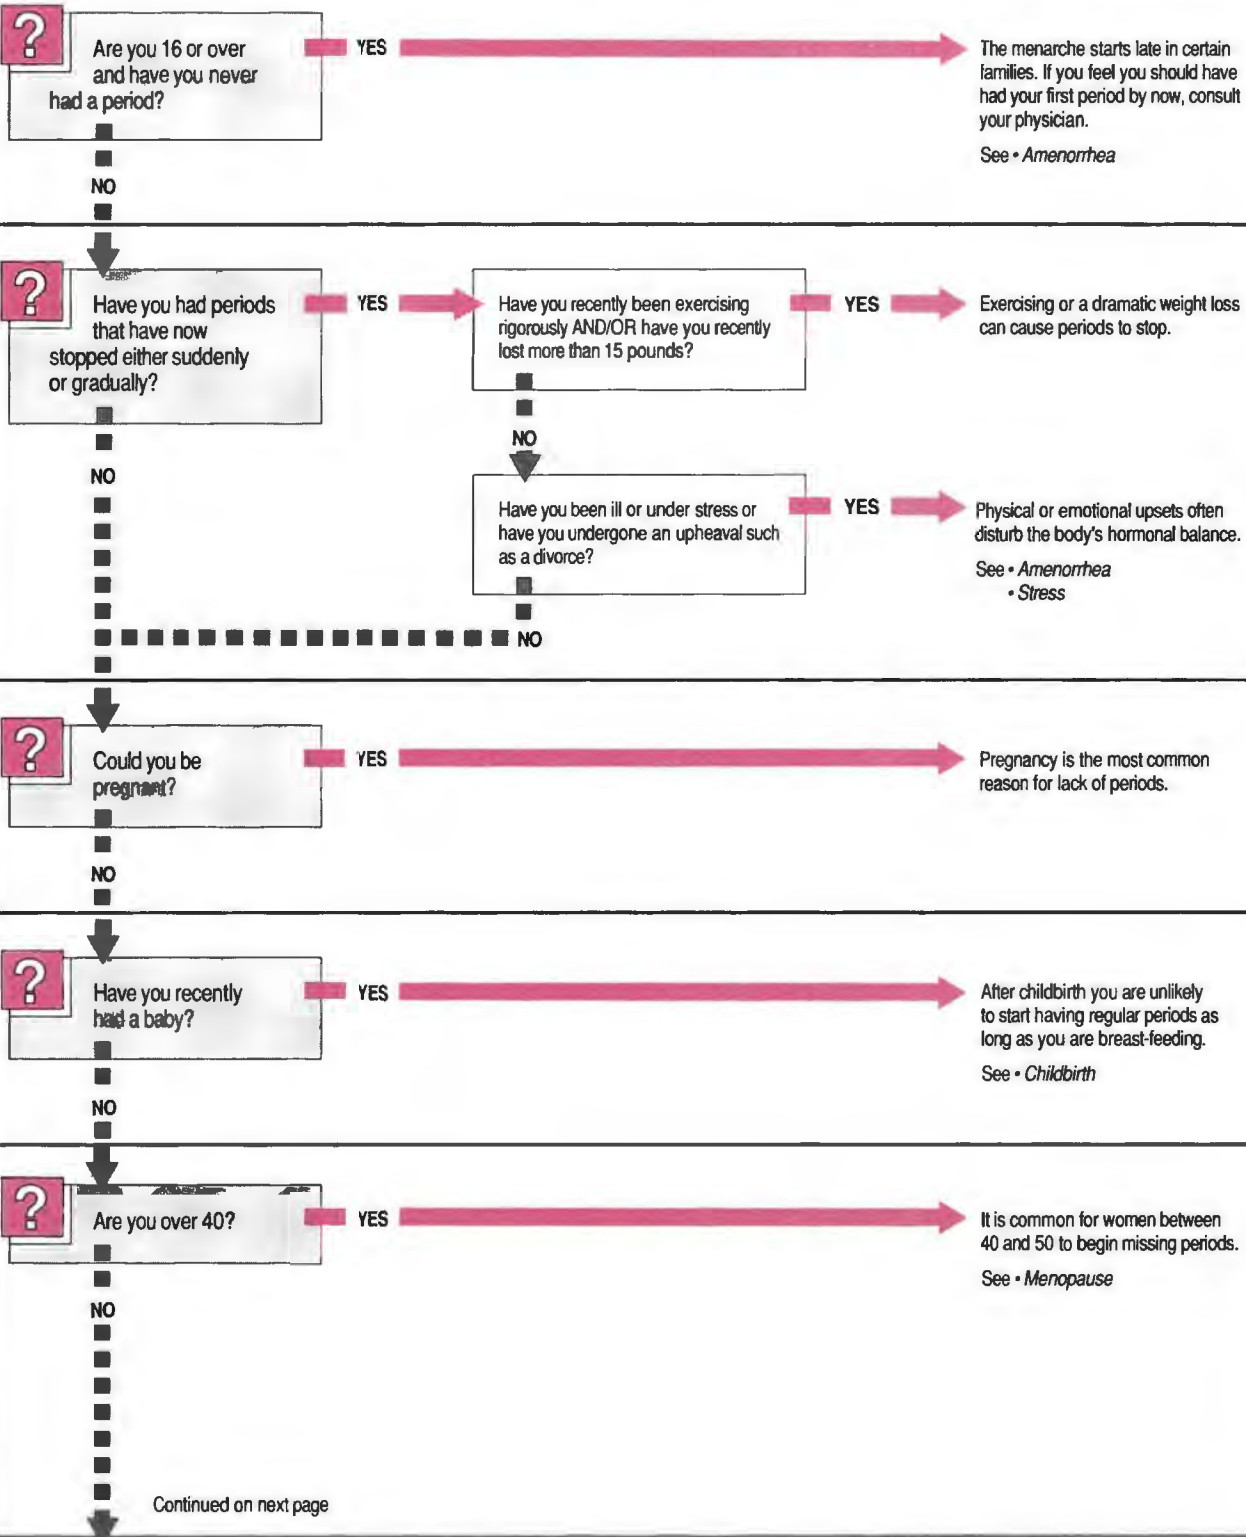 ?
Are you 16 or over
and have you never
had a period?
YES
The menarche starts late in certain
families. If you feel you should have
had your first period by now, consult
your physician.
See • Amenorrhea
NO
?
Have you had periods
that have now
stopped either suddenly
or gradually?
YES
Have you recently been exercising
rigorously AND/OR have you recently
lost more than 15 pounds?
YES
Exercising or a dramatic weight loss
can cause periods to stop.
NO
NO
Have you been ill or under stress or
have you undergone an upheaval such
as a divorce?
YES
Physical or emotional upsets often
disturb the body's hormonal balance.
See • Amenorrhea
• Stress
NO
?
Could you be
pregnant?
YES
Pregnancy is the most common
reason for lack of periods.
NO
?
Have you recently
had a baby?
YES
After childbirth you are unlikely
to start having regular periods as
long as you are breast-feeding.
See • Childbirth
NO
?
Are you over 40?
YES
It is common for women between
40 and 50 to begin missing periods.
See • Menopause
NO
Continued on next page